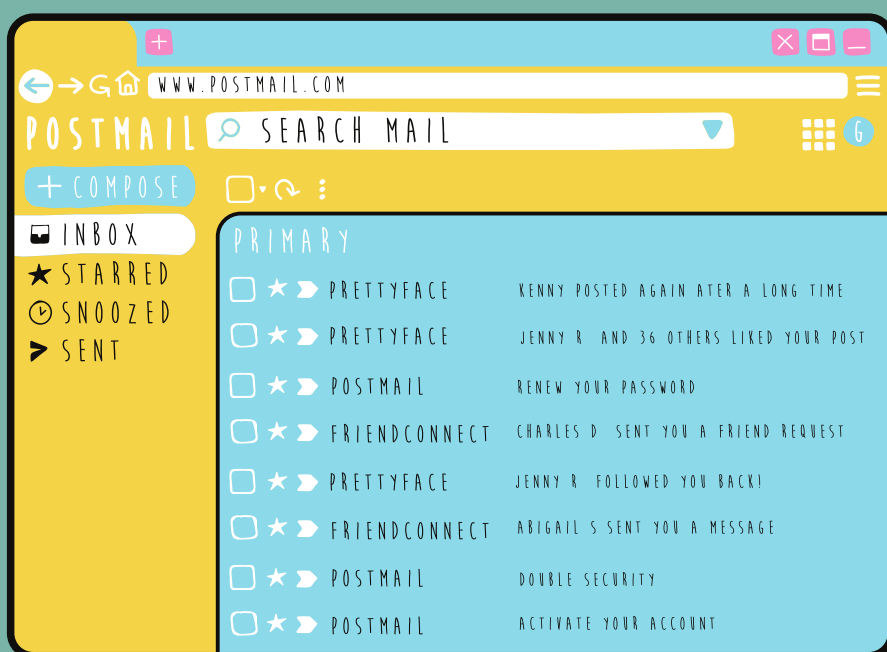 WWW.POSTMAIL.COM
POSTMAIL SEARCH MAIL G
+ COMPOSE
INBOX
STARRED
SNOOZED
SENT
PRIMARY
PRETTYFACE KENNY POSTED AGAIN ATER A LONG TIME
PRETTYFACE JENNY R AND 36 OTHERS LIKED YOUR POST
POSTMAIL RENEW YOUR PASSWORD
FRIENDCONNECT CHARLES D SENT YOU A FRIEND REQUEST
PRETTYFACE JENNY R FOLLOWED YOU BACK!
FRIENDCONNECT ABIGAIL S SENT YOU A MESSAGE
POSTMAIL DOUBLE SECURITY
POSTMAIL ACTIVATE YOUR ACCOUNT